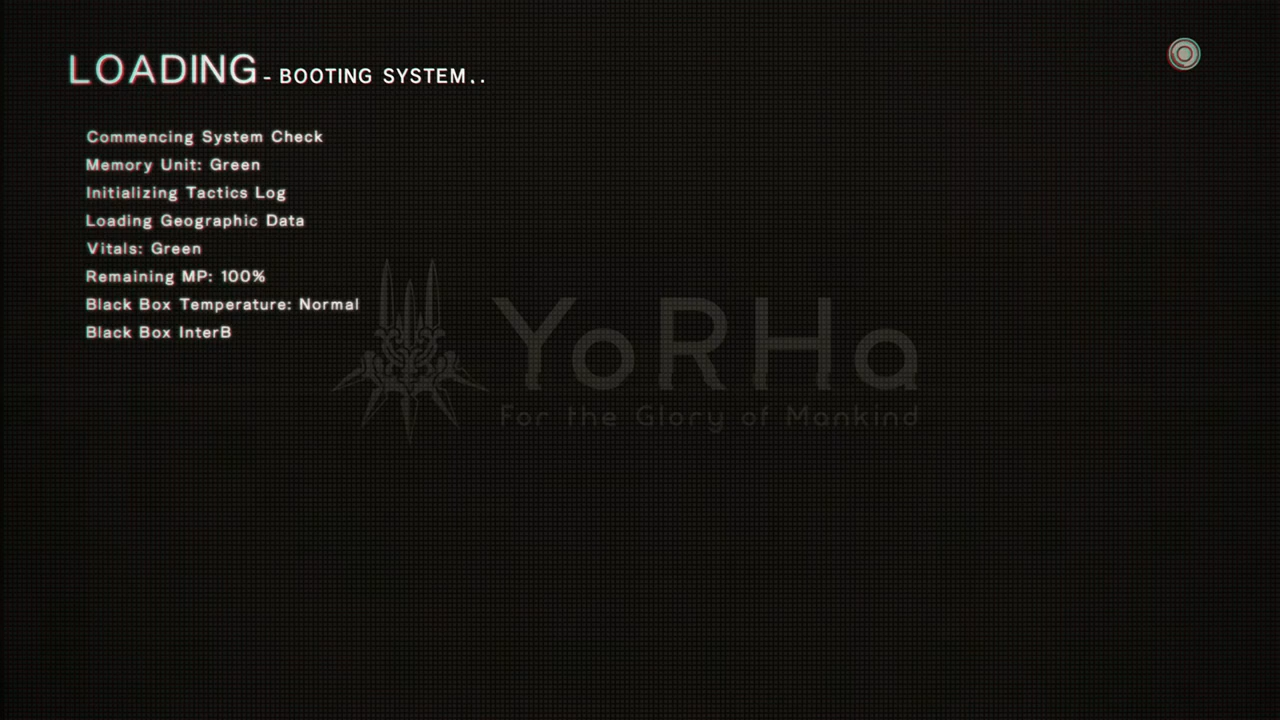 LOADING - BOOTING SYSTEM..
Commencing System Check
Memory Unit: Green
Initializing Tactics Log
Loading Geographic Data
Vitals: Green
Remaining MP: 100%
Black Box Temperature: Normal
Black Box InterB
YoRHa
For the Glory of Mankind